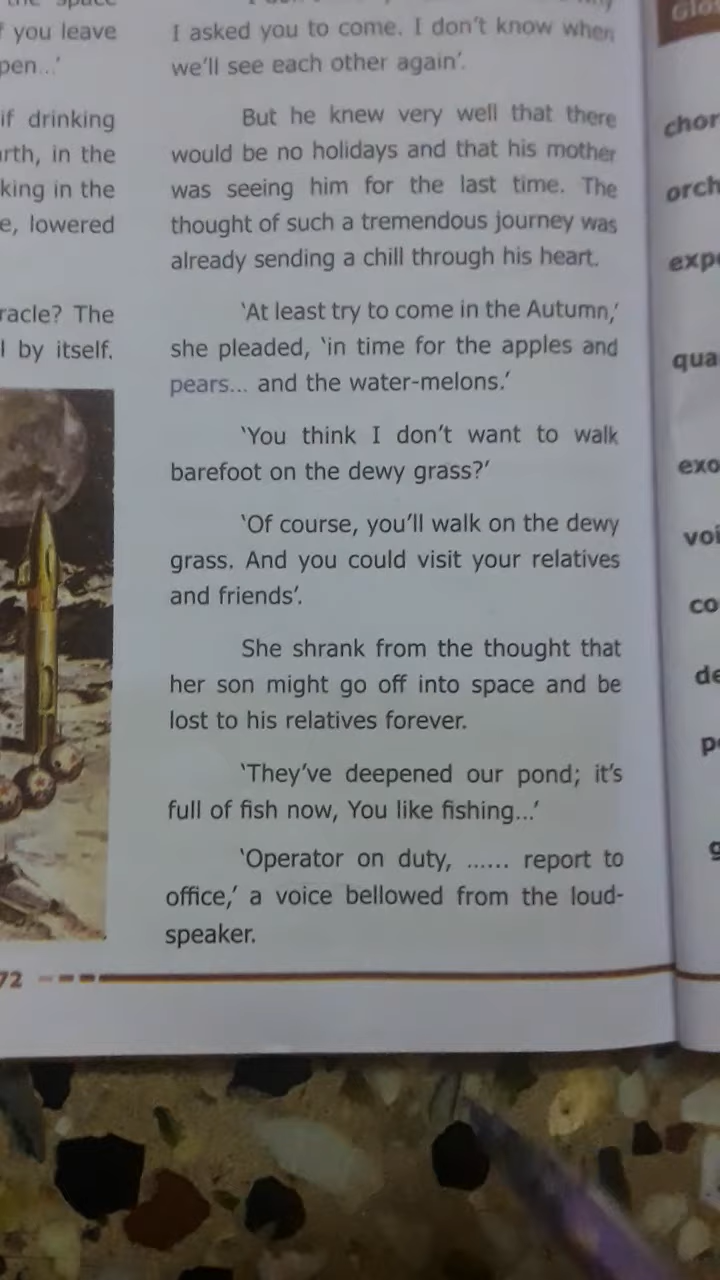 f you leave
pen...'
if drinking
rth, in the
king in the
e, lowered
racle? The
l by itself.
72
I asked you to come. I don't know when
we'll see each other again'.
But he knew very well that there
would be no holidays and that his mother
was seeing him for the last time. The
thought of such a tremendous journey was
already sending a chill through his heart.
'At least try to come in the Autumn,'
she pleaded, 'in time for the apples and
pears... and the water-melons.'
'You think I don't want to walk
barefoot on the dewy grass?'
'Of course, you'll walk on the dewy
grass. And you could visit your relatives
and friends'.
She shrank from the thought that
her son might go off into space and be
lost to his relatives forever.
'They've deepened our pond; it's
full of fish now, You like fishing...'
'Operator on duty, ...... report to
office,' a voice bellowed from the loud-
speaker.
Glo
chor
orch
expe
qua
exo
voi
co
de
p
g